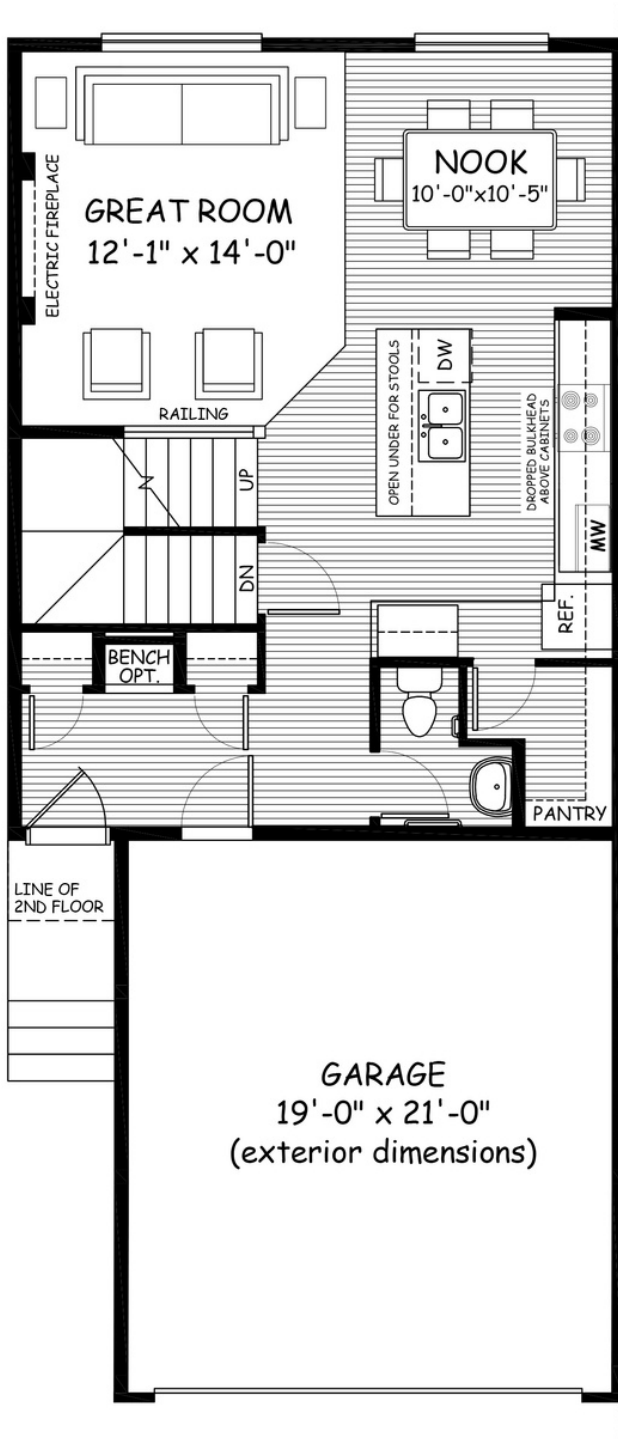 NOOK
10'-0"x10'-5"
ELECTRIC FIREPLACE
GREAT ROOM
12'-1" x 14'-0"
RAILING
OPEN UNDER FOR STOOLS
DW
DROPPED BULKHEAD
ABOVE CABINETS
UP
MW
DN
REF.
BENCH
OPT.
PANTRY
LINE OF
2ND FLOOR
GARAGE
19'-0" x 21'-0"
(exterior dimensions)